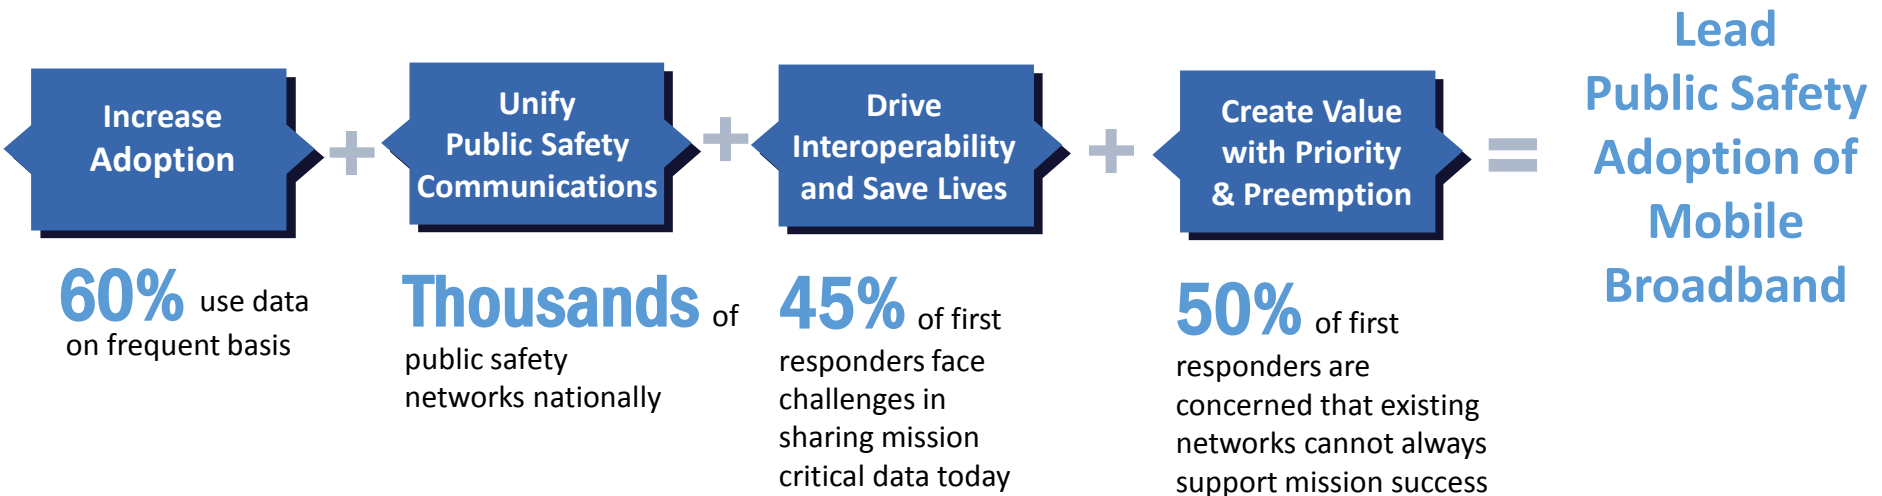 Increase
Adoption
60% use data
on frequent basis
+
Unify
Public Safety
Communications
Thousands of
public safety
networks nationally
+
Drive
Interoperability
and Save Lives
45% of first
responders face
challenges in
sharing mission
critical data today
+
Create Value
with Priority
& Preemption
50% of first
responders are
concerned that existing
networks cannot always
support mission success
=
Lead
Public Safety
Adoption of
Mobile
Broadband